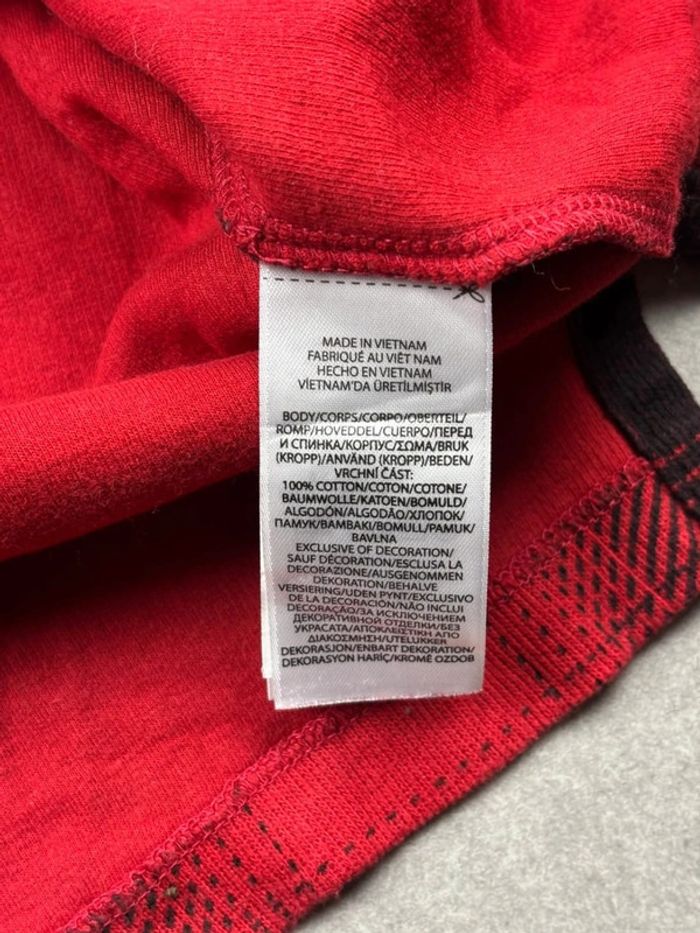 MADE IN VIETNAM
FABRIQUÉ AU VIÊT NAM
HECHO EN VIETNAM
VİETNAM'DA ÜRETİLMİŞTİR
BODY/CORPS/CORPO/OBERTEIL/
ROMP/HOVEDDEL/CUERPO/ПЕРЕД
И СПИНКА/КОРПУС/ΣΩΜΑ/BRUK
(KROPP)/ANVÄND (KROPP)/BEDEN/
VRCHNÍ ČÁST:
100% COTTON/COTON/COTONE/
BAUMWOLLE/KATOEN/BOMULD/
ALGODÓN/ALGODÃO/ХЛОПОК/
ПАМУК/ΒΑΜΒΑΚΙ/BOMULL/PAMUK/
BAVLNA
EXCLUSIVE OF DECORATION/
SAUF DÉCORATION/ESCLUSA LA
DECORAZIONE/AUSGENOMMEN
DEKORATION/BEHALVE
VERSIERING/UDEN PYNT/EXCLUSIVO
DE LA DECORACIÓN/NÃO INCLUI
DECORAÇÃO/ЗА ИСКЛЮЧЕНИЕМ
ДЕКОРАТИВНОЙ ОТДЕЛКИ/БЕЗ
УКРАСАТА/ΑΠΟΚΛΕΙΣΤΙΚΗ ΑΠΟ
ΔΙΑΚΟΣΜΗΣΗ/UTELUKKER
DEKORASJON/ENBART DEKORATION/
DEKORASYON HARİÇ/KROMĚ OZDOB